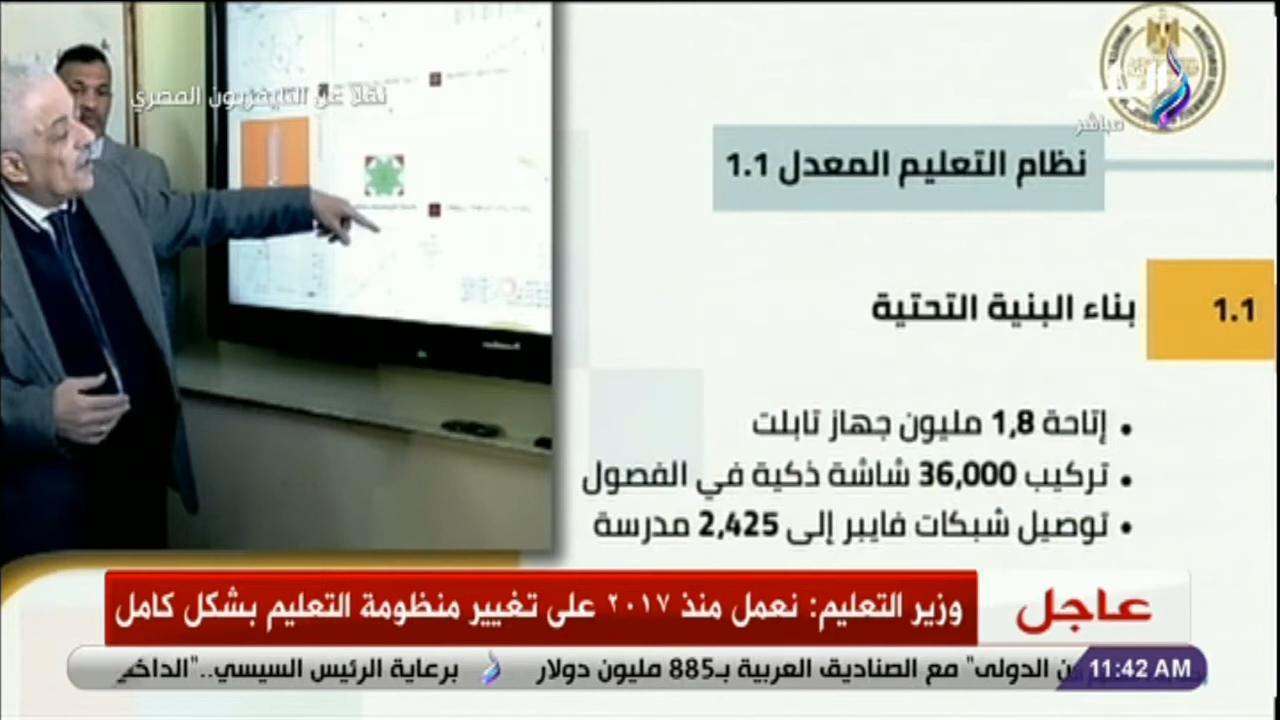 نقلا عن التليفزيون المصري
مباشر
نظام التعليم المعدل 1.1
1.1
بناء البنية التحتية
• إتاحة 1,8 مليون جهاز تابلت
• تركيب 36,000 شاشة ذكية في الفصول
• توصيل شبكات فايبر إلى 2,425 مدرسة
عاجل
وزير التعليم: نعمل منذ ٢٠١٧ على تغيير منظومة التعليم بشكل كامل
11:42 AM
الدولى" مع الصناديق العربية بـ885 مليون دولار
برعاية الرئيس السيسي.."الداخي